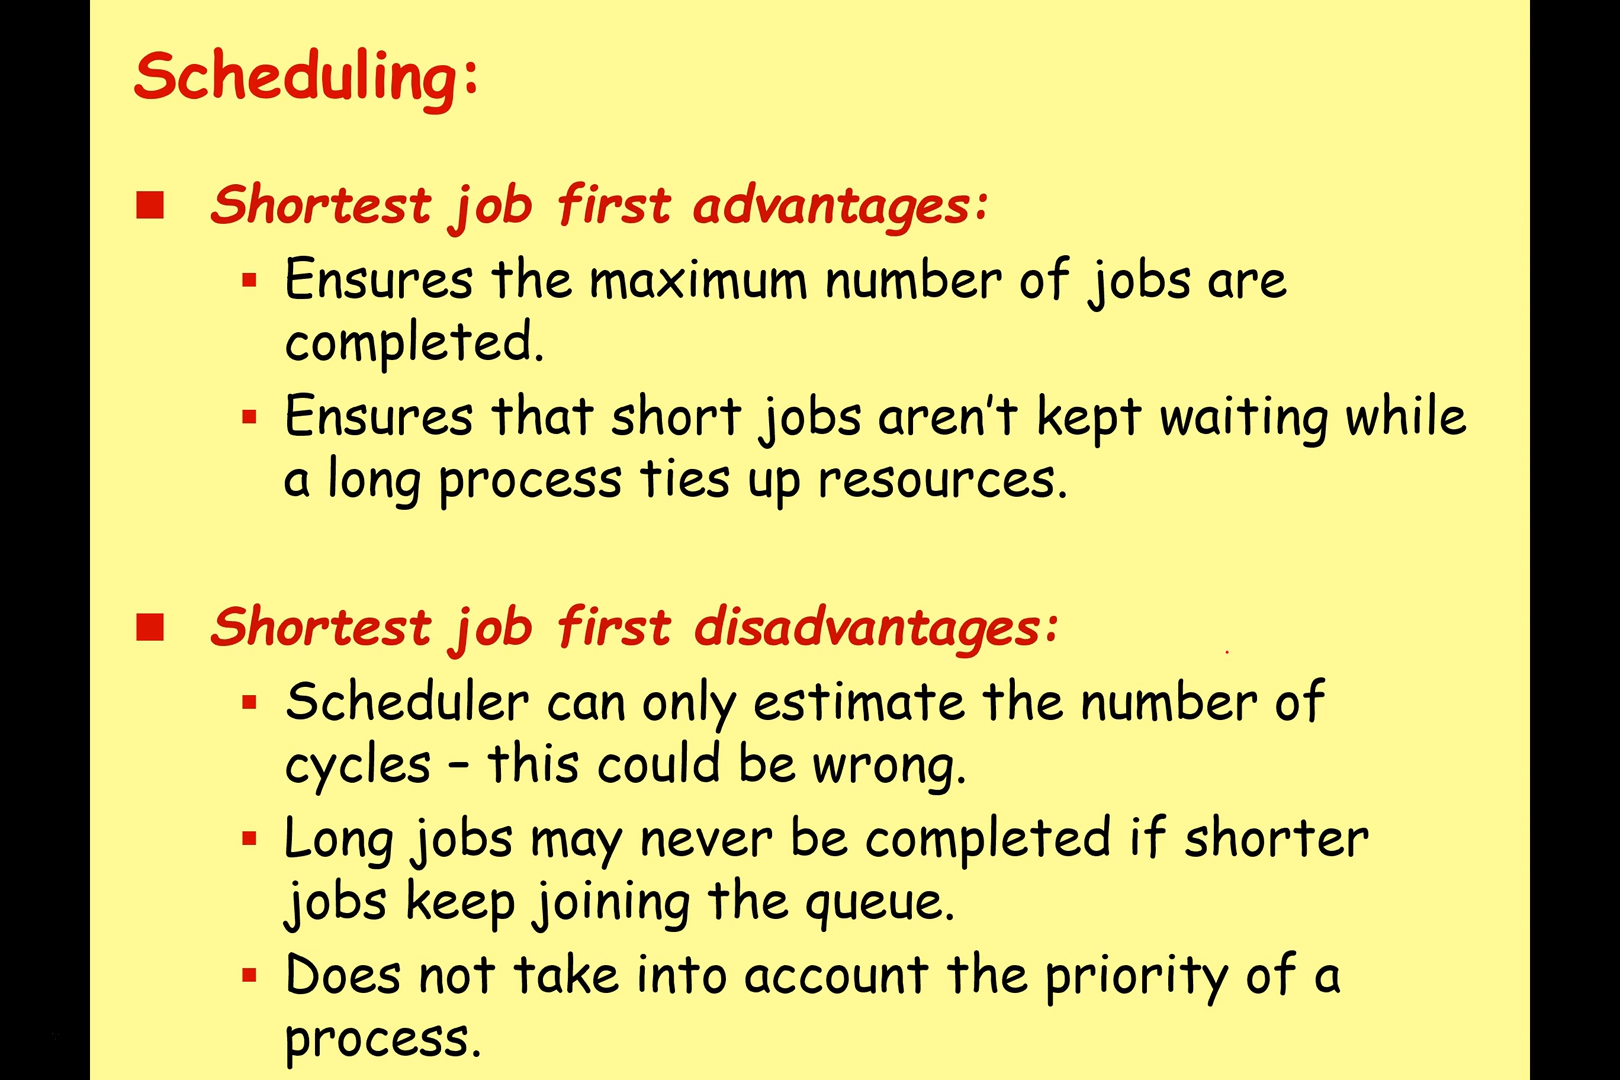 Scheduling:
Shortest job first advantages:
Ensures the maximum number of jobs are
completed.
Ensures that short jobs aren't kept waiting while
a long process ties up resources.
Shortest job first disadvantages:
Scheduler can only estimate the number of
cycles – this could be wrong.
Long jobs may never be completed if shorter
jobs keep joining the queue.
Does not take into account the priority of a
process.